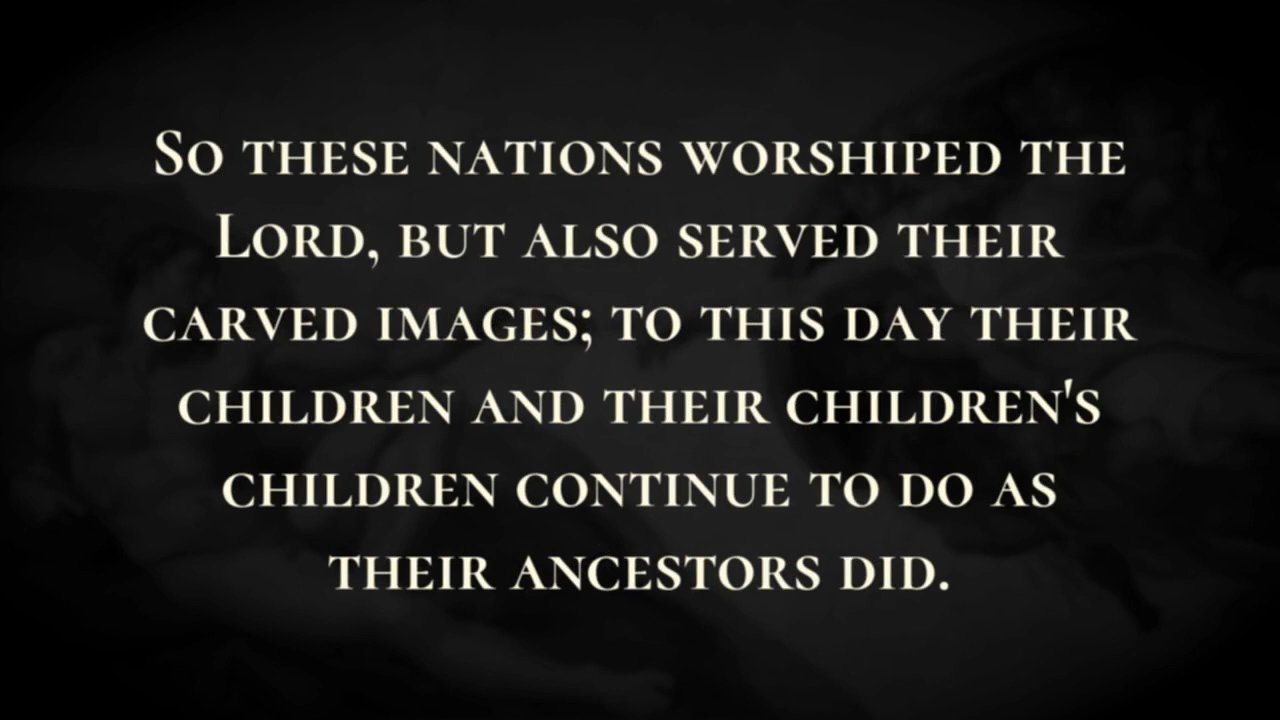 So these nations worshiped the
Lord, but also served their
carved images; to this day their
children and their children's
children continue to do as
their ancestors did.